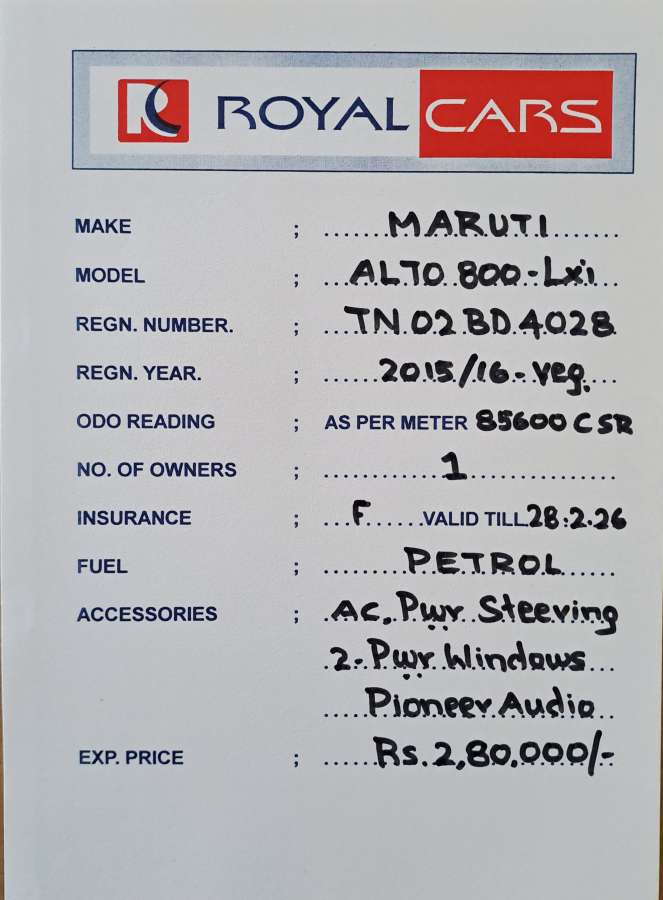 R ROYAL CARS
MAKE ; MARUTI
MODEL ; ALTO 800-Lxi
REGN. NUMBER. ; TN 02 BD 4028
REGN. YEAR. ; 2015/16-veg.
ODO READING ; AS PER METER 85600 CSR
NO. OF OWNERS ; 1
INSURANCE ; F VALID TILL 28.2.26
FUEL ; PETROL
ACCESSORIES ; AC, Pwr Steering
2-Pwr Windows
Pioneer Audio
EXP. PRICE ; Rs. 2,80,000/-